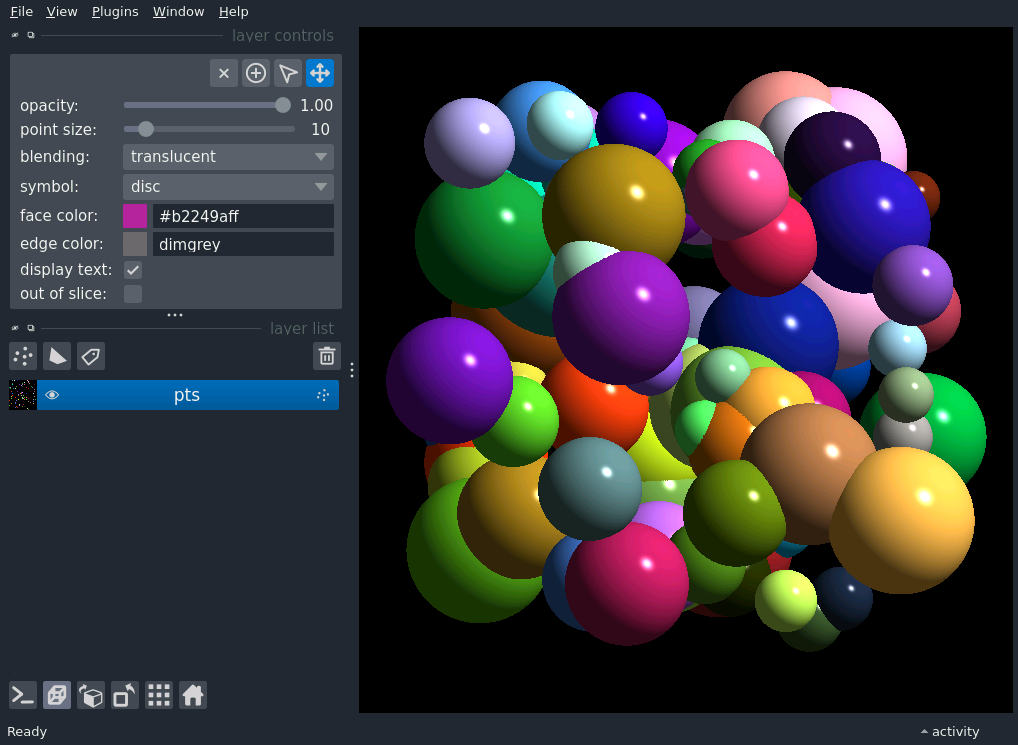 File View Plugins Window Help
layer controls
opacity: 1.00
point size: 10
blending: translucent
symbol: disc
face color: #b2249aff
edge color: dimgrey
display text:
out of slice:
layer list
pts
Ready
activity